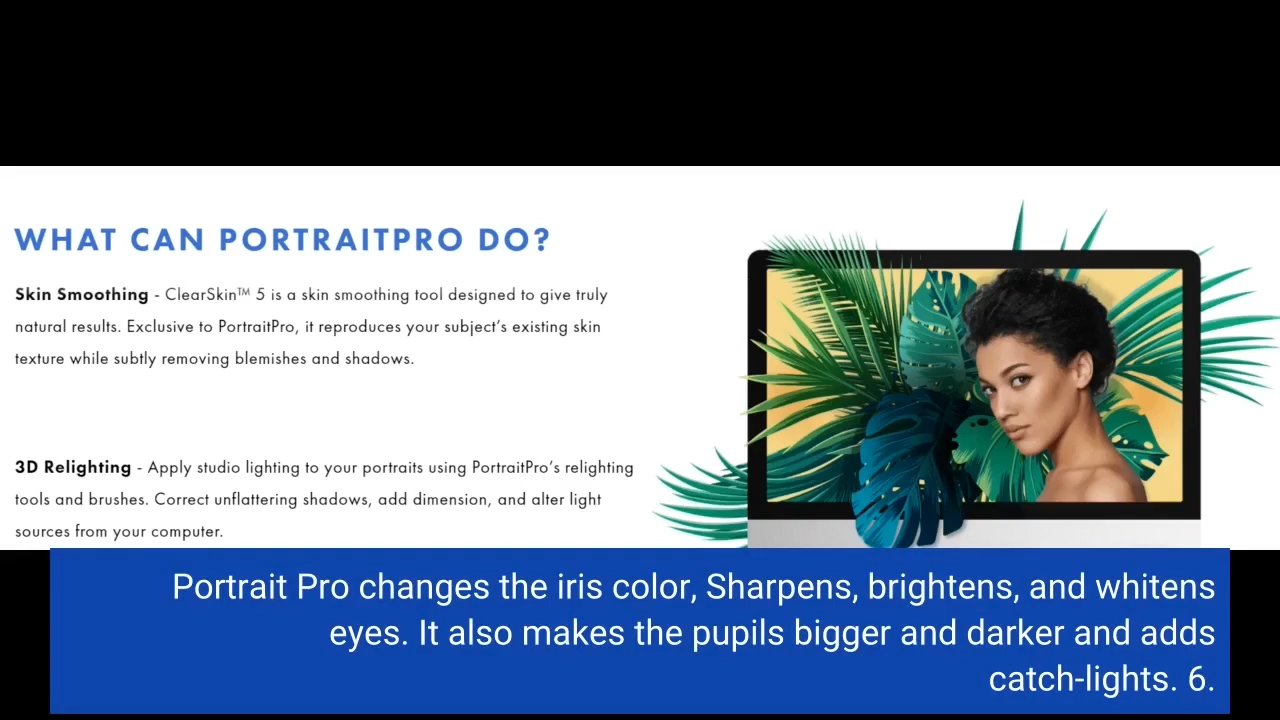 WHAT CAN PORTRAITPRO DO?
Skin Smoothing - ClearSkin™ 5 is a skin smoothing tool designed to give truly
natural results. Exclusive to PortraitPro, it reproduces your subject’s existing skin
texture while subtly removing blemishes and shadows.
3D Relighting - Apply studio lighting to your portraits using PortraitPro’s relighting
tools and brushes. Correct unflattering shadows, add dimension, and alter light
sources from your computer.
Portrait Pro changes the iris color, Sharpens, brightens, and whitens
eyes. It also makes the pupils bigger and darker and adds
catch-lights. 6.